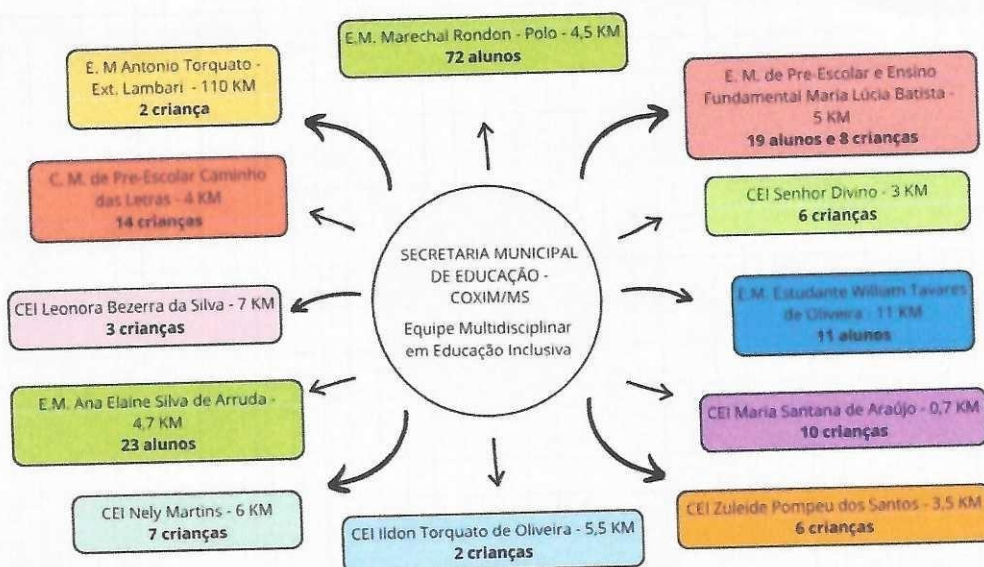 E.M. Marechal Rondon - Polo - 4,5 KM
72 alunos
E. M Antonio Torquato -
Ext. Lambari - 110 KM
2 criança
E. M. de Pre-Escolar e Ensino
Fundamental Maria Lúcia Batista -
5 KM
19 alunos e 8 crianças
C. M. de Pre-Escolar Caminho
das Letras - 4 KM
14 crianças
CEI Senhor Divino - 3 KM
6 crianças
SECRETARIA MUNICIPAL
DE EDUCAÇÃO -
COXIM/MS
Equipe Multidisciplinar
em Educação Inclusiva
CEI Leonora Bezerra da Silva - 7 KM
3 crianças
E.M. Estudante William Tavares
de Oliveira - 11 KM
11 alunos
E.M. Ana Elaine Silva de Arruda -
4,7 KM
23 alunos
CEI Maria Santana de Araújo - 0,7 KM
10 crianças
CEI Nely Martins - 6 KM
7 crianças
CEI Ildon Torquato de Oliveira - 5,5 KM
2 crianças
CEI Zuleide Pompeu dos Santos - 3,5 KM
6 crianças